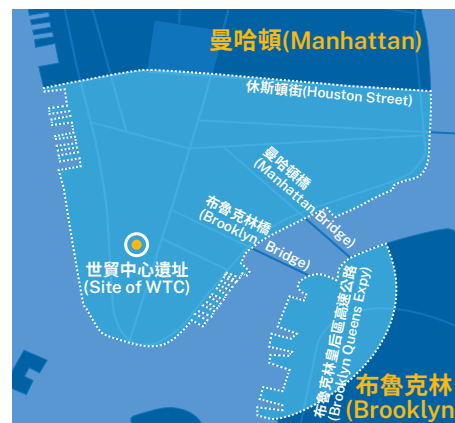 曼哈頓(Manhattan)
休斯頓街(Houston Street)
曼哈頓橋
(Manhattan Bridge)
布魯克林橋
(Brooklyn Bridge)
世貿中心遺址
(Site of WTC)
布魯克林皇后區高速公路
(Brooklyn Queens Expy)
布魯克林
(Brooklyn